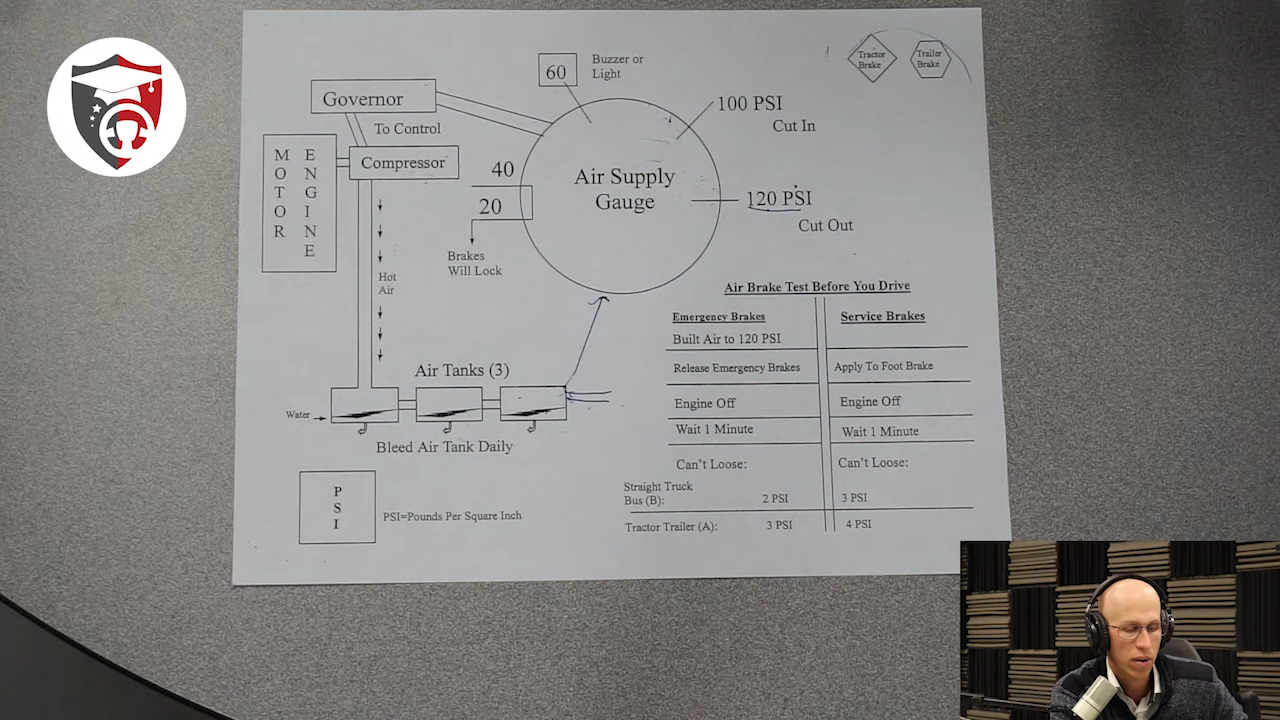 Tractor
Brake
Trailer
Brake
60
Buzzer or
Light
Governor
100 PSI
Cut In
To Control
MOTOR
ENGINE
Compressor
40
20
Air Supply
Gauge
120 PSI
Cut Out
Brakes
Will Lock
Hot
Air
Air Brake Test Before You Drive
Emergency Brakes
Service Brakes
Built Air to 120 PSI
Release Emergency Brakes
Apply To Foot Brake
Engine Off
Engine Off
Wait 1 Minute
Wait 1 Minute
Can't Loose:
Can't Loose:
Straight Truck
Bus (B):
2 PSI
3 PSI
Tractor Trailer (A):
3 PSI
4 PSI
Air Tanks (3)
Water
Bleed Air Tank Daily
PSI
PSI=Pounds Per Square Inch